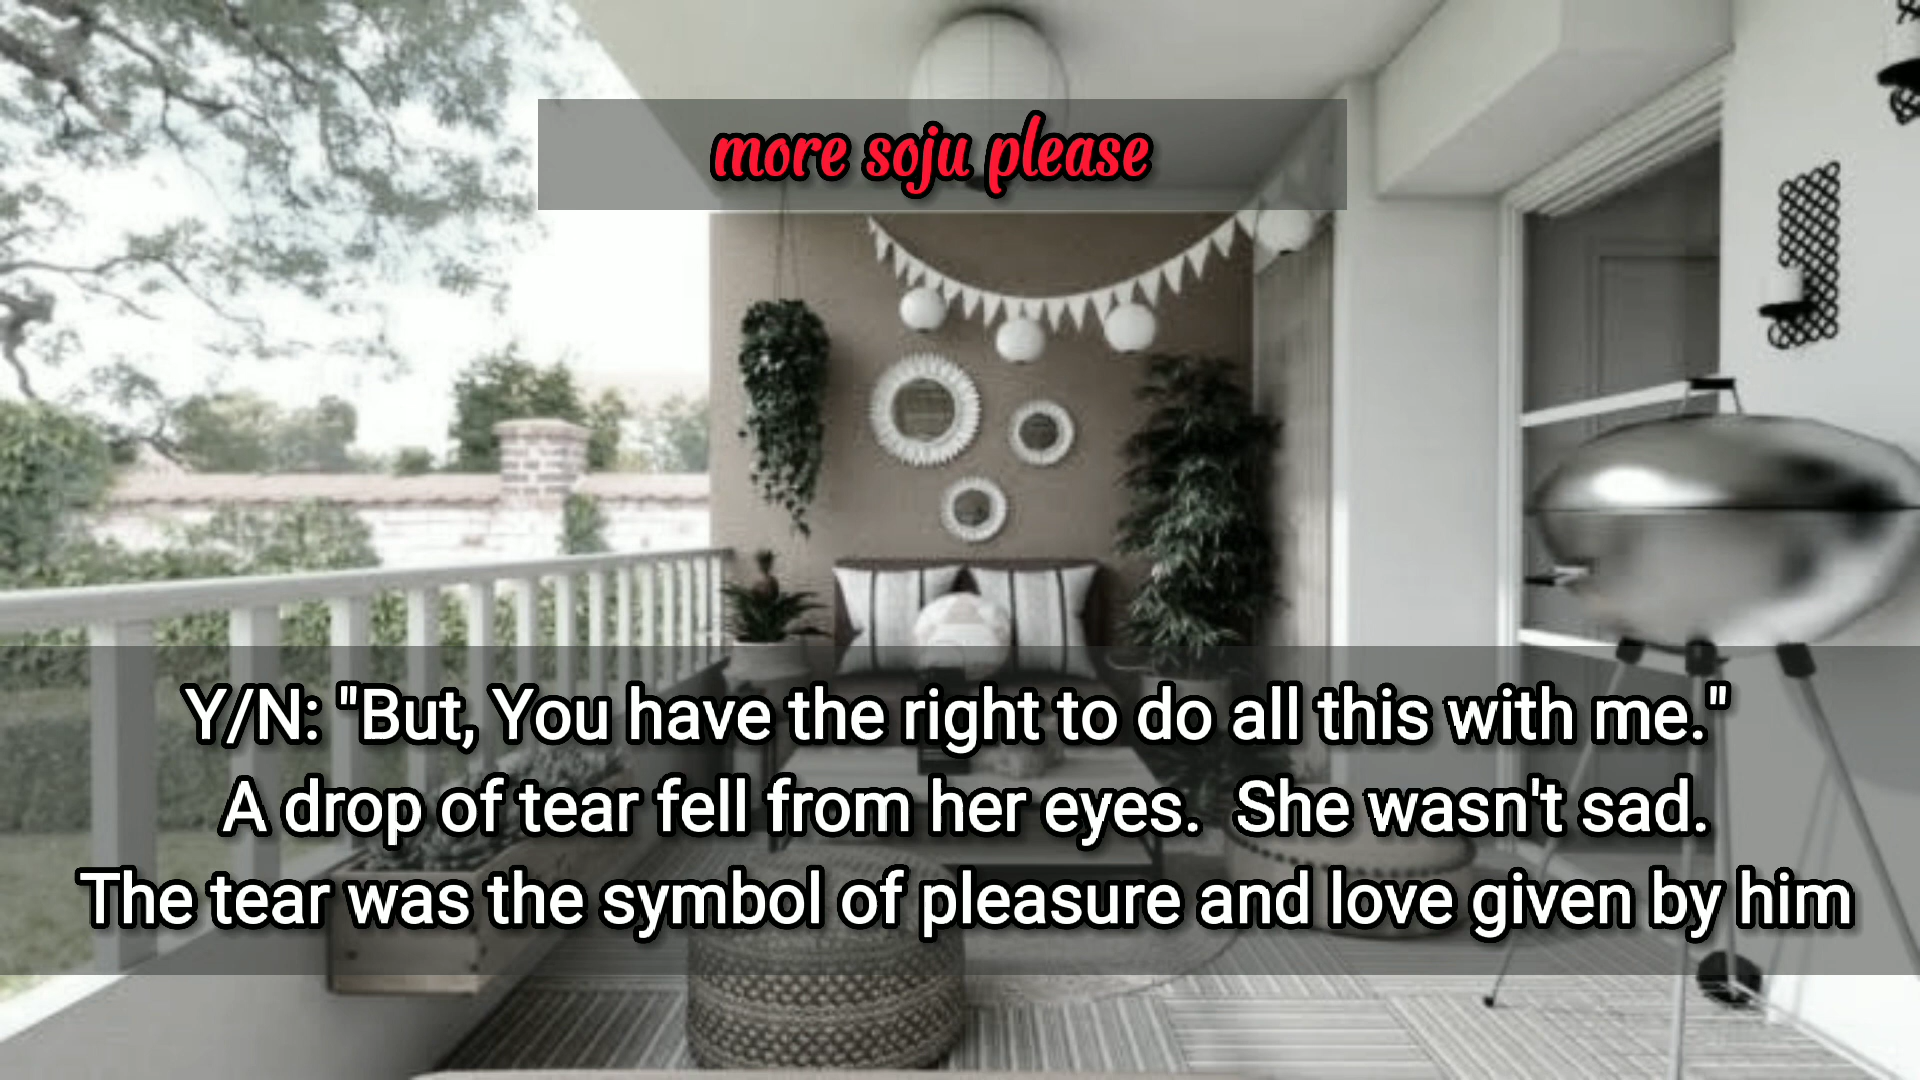 more soju please
Y/N: "But, You have the right to do all this with me."
A drop of tear fell from her eyes.  She wasn't sad.
The tear was the symbol of pleasure and love given by him